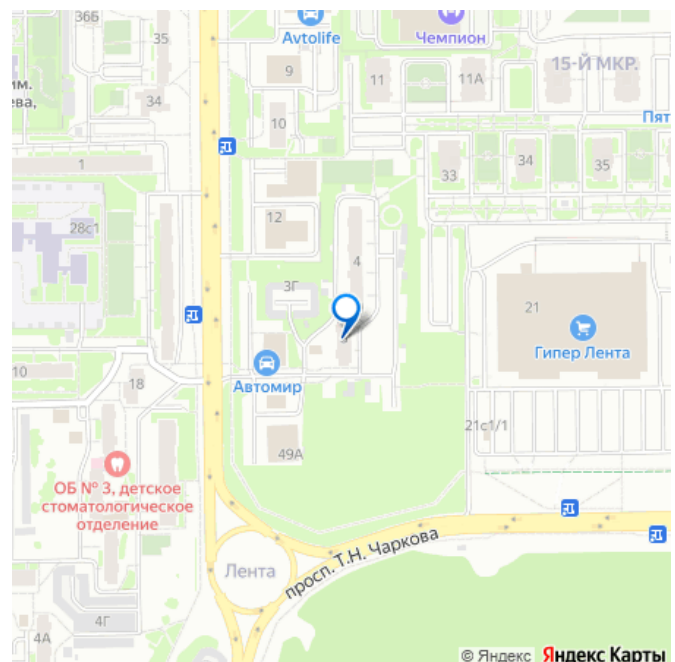 36Б
Avtolife
Чемпион
им.
ева,
34
9
11
11А
15-Й МКР.
10
Пят
1
33
34
35
12
28с1
4
3Г
21
Гипер Лента
10
18
Автомир
21с1/1
49А
ОБ № 3, детское
стоматологическое
отделение
просп. Т.Н. Чаркова
Лента
4Г
4А
© Яндекс Яндекс Карты